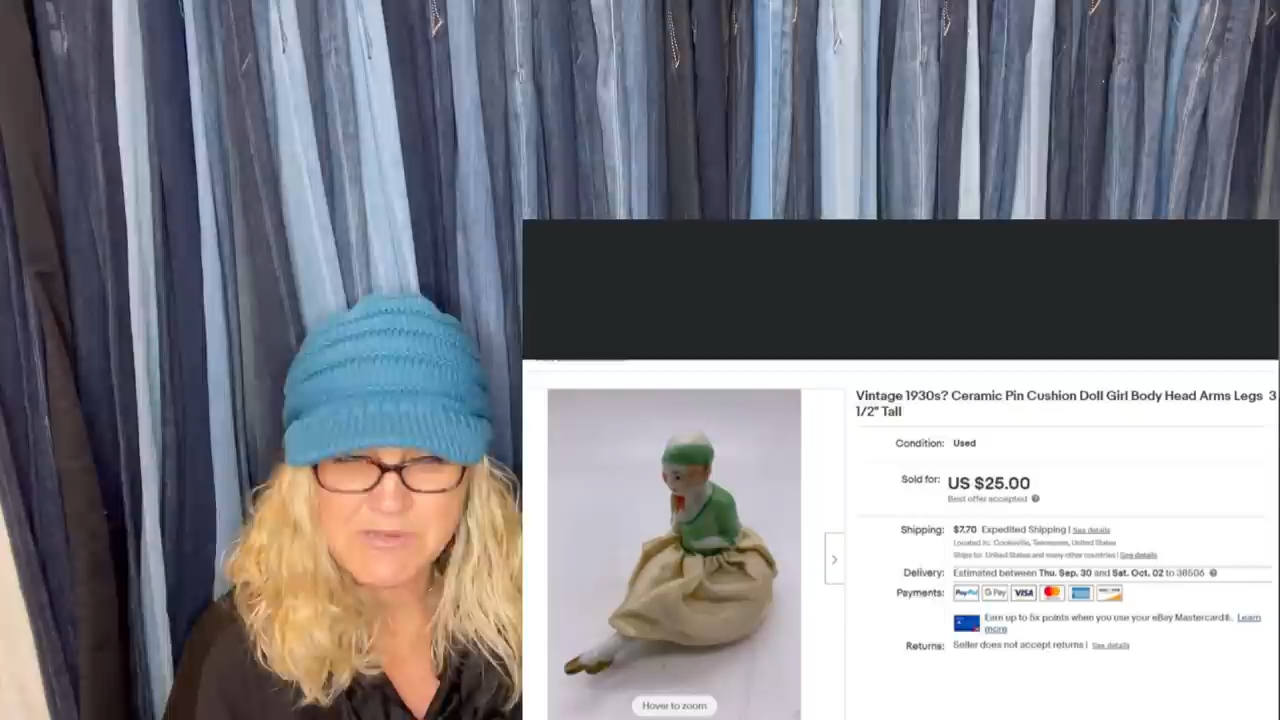 Vintage 1930s? Ceramic Pin Cushion Doll Girl Body Head Arms Legs 3
1/2" Tall
Condition: Used
Sold for: US $25.00
Best offer accepted
Shipping: $7.70 Expedited Shipping | See details
Located in: Cookeville, Tennessee, United States
Ships to: United States and many other countries | See details
Delivery: Estimated between Thu. Sep. 30 and Sat. Oct. 02 to 38506
Payments: PayPal G Pay VISA
Earn up to 5x points when you use your eBay Mastercard®. Learn
more
Returns: Seller does not accept returns | See details
Hover to zoom